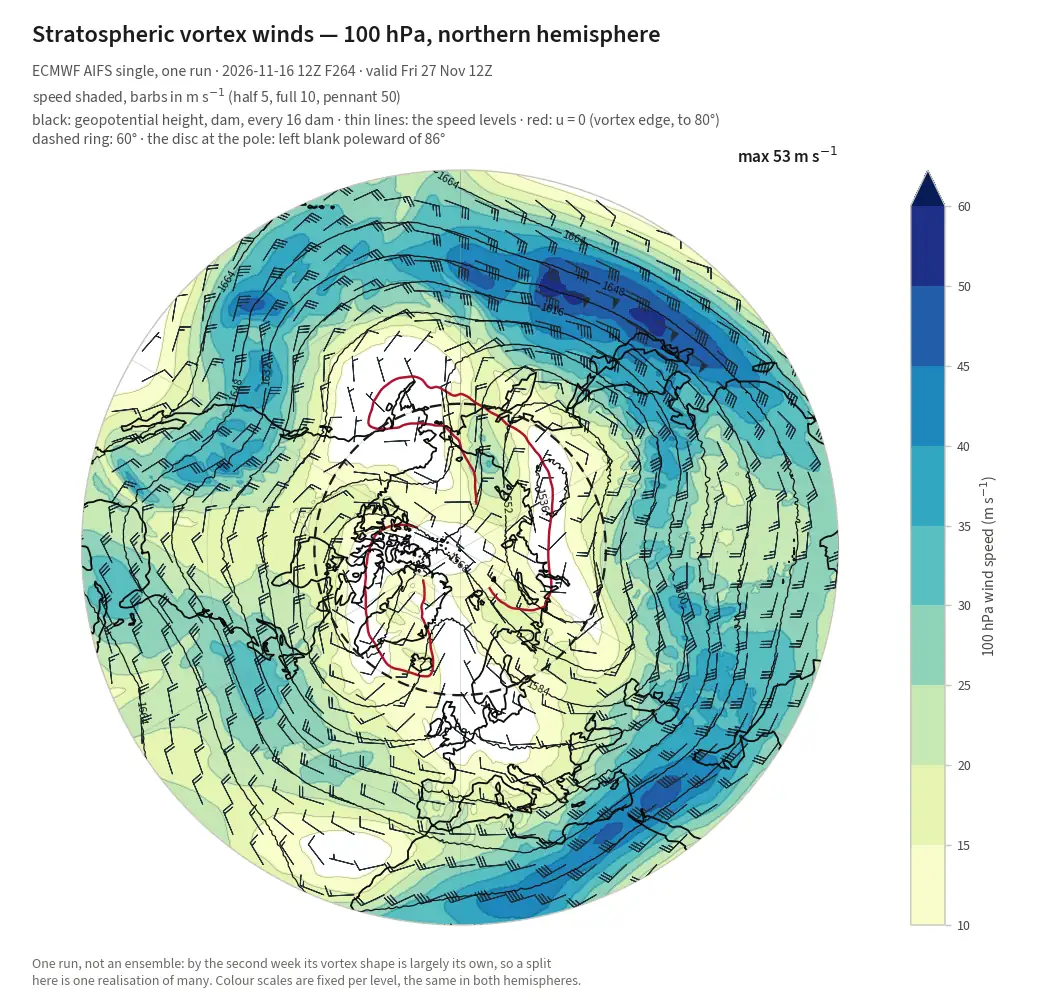 Stratospheric vortex winds — 100 hPa, northern hemisphere
ECMWF AIFS single, one run · 2026-11-16 12Z F264 · valid Fri 27 Nov 12Z
speed shaded, barbs in m s⁻¹ (half 5, full 10, pennant 50)
black: geopotential height, dam, every 16 dam · thin lines: the speed levels · red: u = 0 (vortex edge, to 80°)
dashed ring: 60° · the disc at the pole: left blank poleward of 86°
max 53 m s⁻¹
1664
1664
1664
1648
1616
1648
1584
60
50
45
40
35
30
25
20
15
10
100 hPa wind speed (m s⁻¹)
One run, not an ensemble: by the second week its vortex shape is largely its own, so a split
here is one realisation of many. Colour scales are fixed per level, the same in both hemispheres.